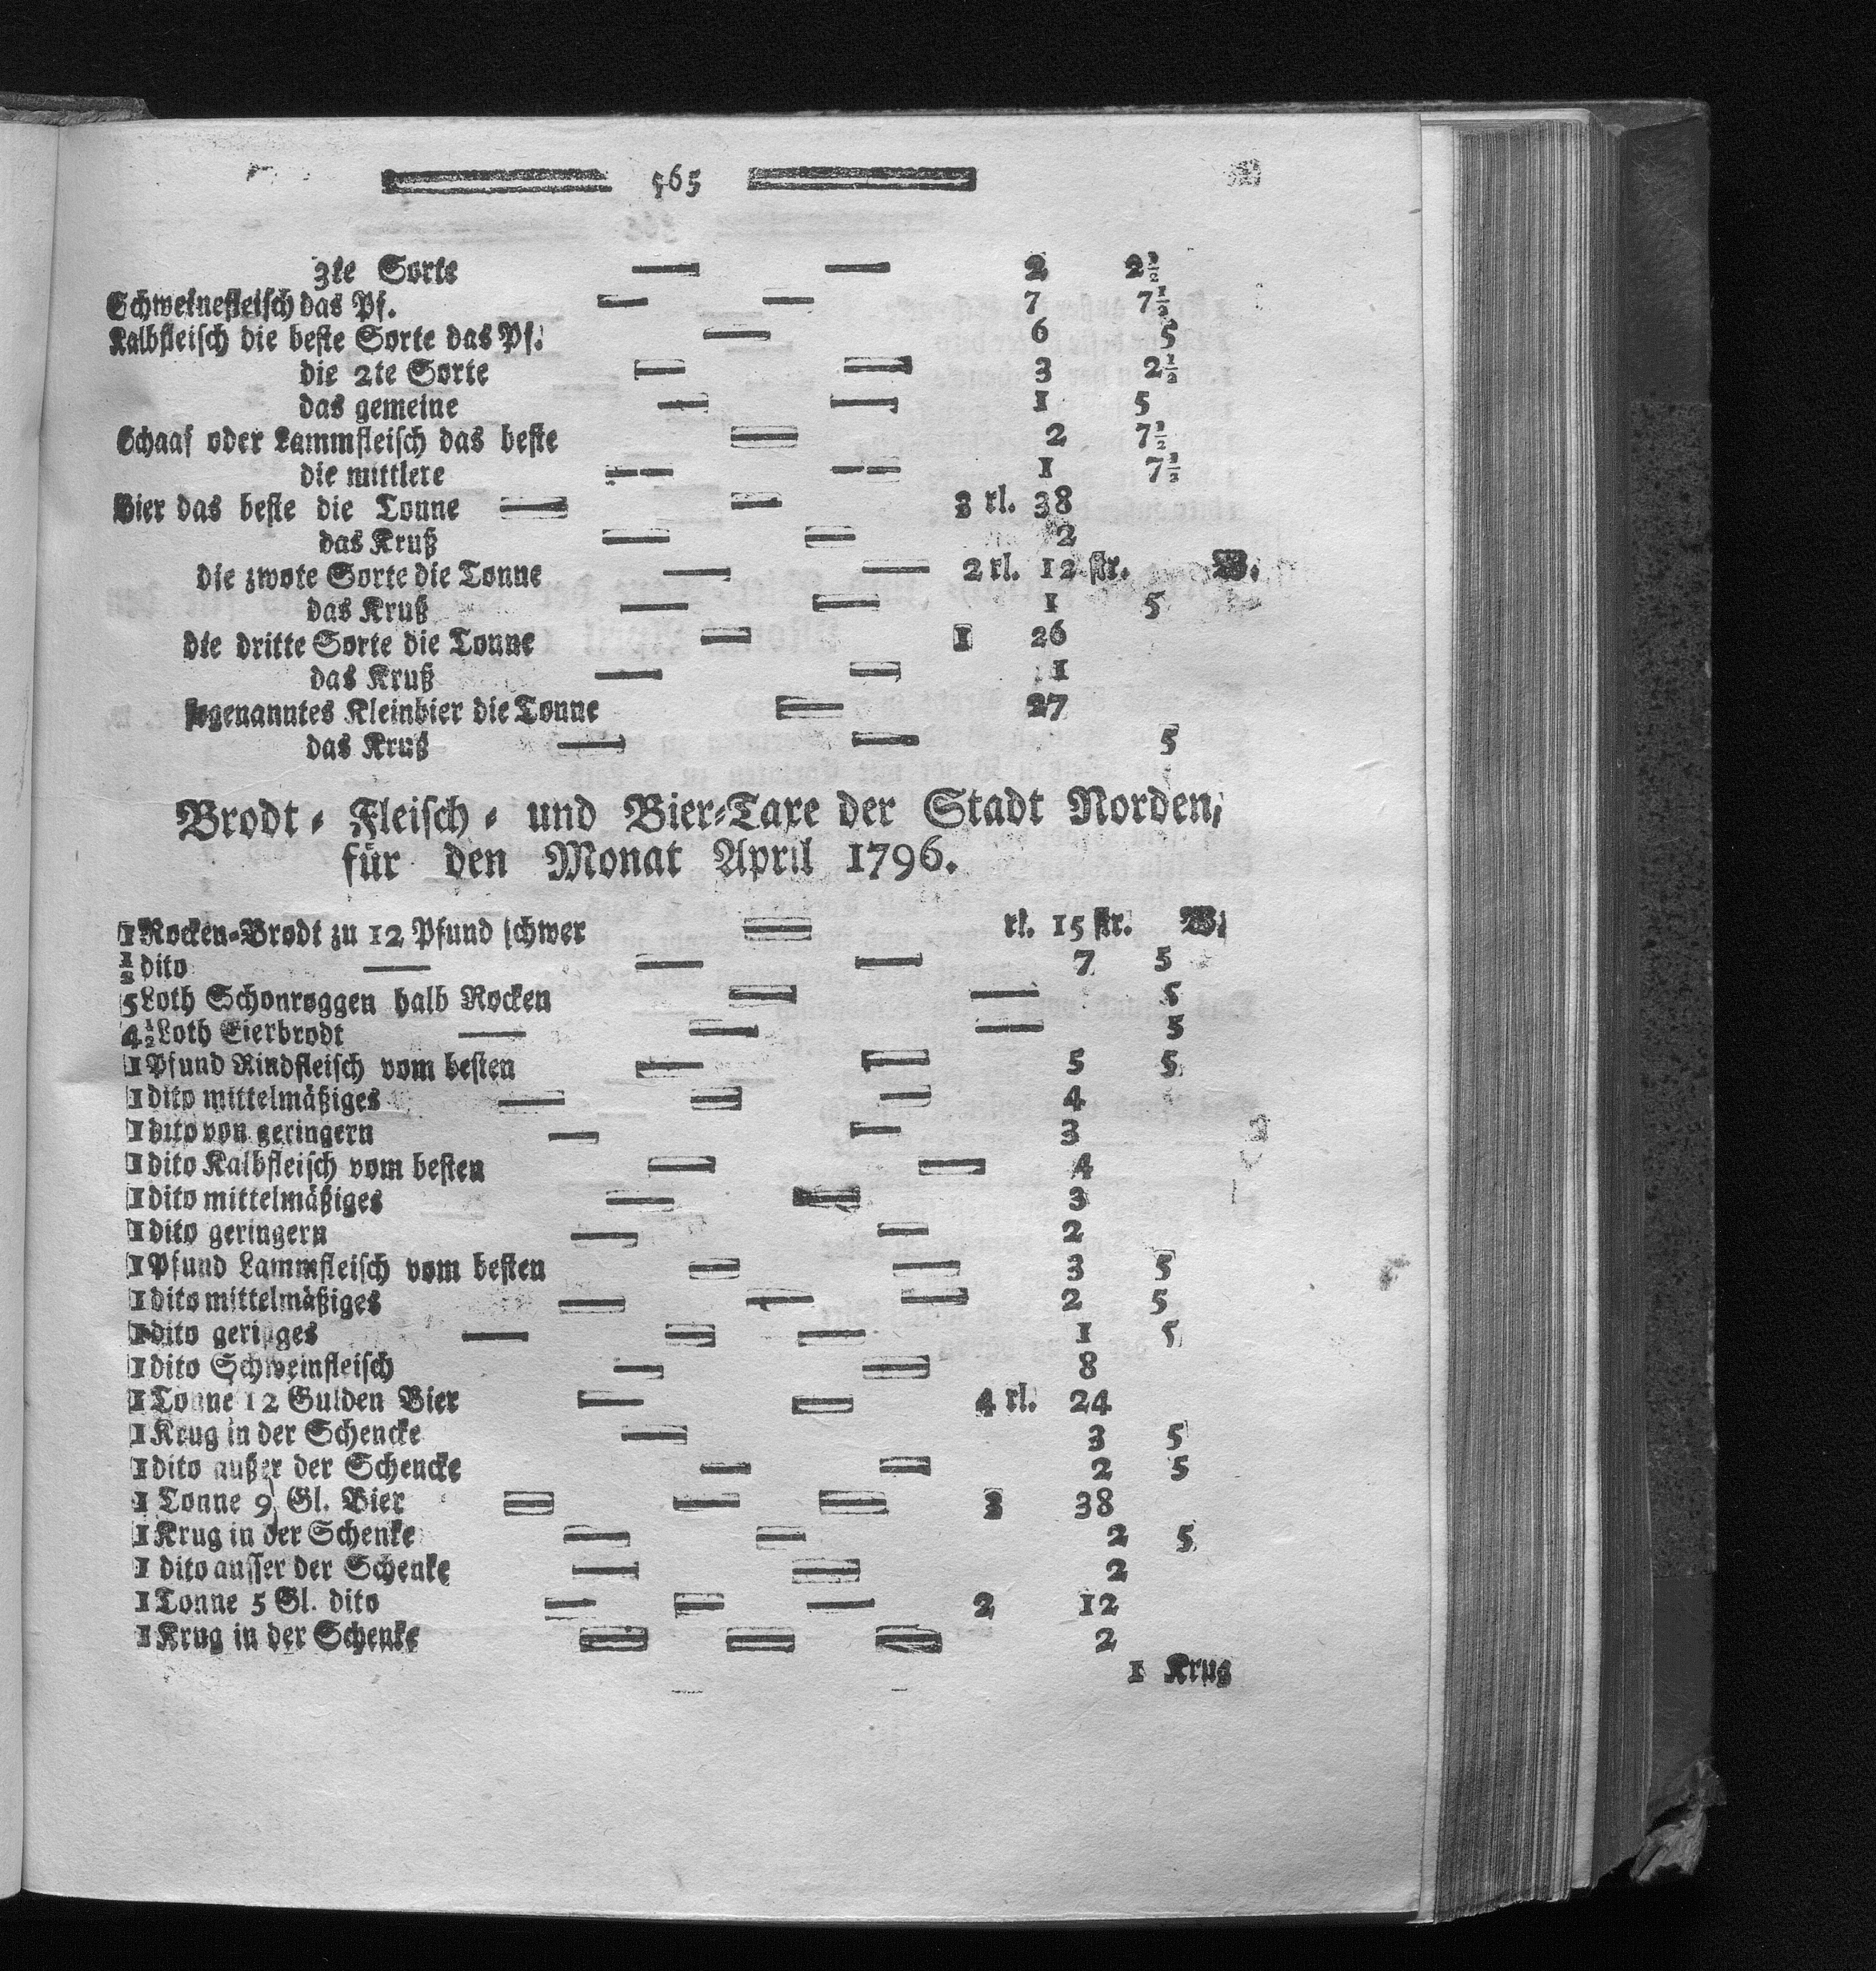 565
3te Sorte — — 2 2½
Schweinefleisch das Pf. — — 7 7½
Kalbfleisch die beste Sorte das Pf. — 6 5
die 2te Sorte — — 3 2½
das gemeine — — 1 5
Schaaf oder Lammfleisch das beste — 2 7½
die mittlere — — 1 7½
Bier das beste die Tonne — — 3 rl. 38
das Kruß — — 2
die zwote Sorte die Tonne — — 2 rl. 12 str. W.
das Kruß — — 1 5
die dritte Sorte die Tonne — 1 26
das Kruß — — 1
sogenanntes Kleinbier die Tonne — 27
das Kruß — — 5
Brodt- Fleisch- und Bier-Taxe der Stadt Norden,
für den Monat April 1796.
1 Rocken-Brodt zu 12 Pfund schwer — rl. 15 str. W.
½ dito — — — 7 5
5 Loth Schonroggen halb Rocken — — 5
4½ Loth Eierbrodt — — — 5
1 Pfund Rindfleisch vom besten — — 5 5
1 dito mittelmäßiges — — — 4
1 dito von geringern — — 3
1 dito Kalbfleisch vom besten — — 4
1 dito mittelmäßiges — — 3
1 dito geringern — — 2
1 Pfund Lammfleisch vom besten — — 3 5
1 dito mittelmäßiges — — — 2 5
1 dito geringes — — — 1 5
1 dito Schweinfleisch — — 8
1 Tonne 12 Gulden Bier — — 4 rl. 24
1 Krug in der Schencke — 3 5
1 dito außer der Schencke — — 2 5
1 Tonne 9 Gl. Bier — — — 3 38
1 Krug in der Schenke — — 2 5
1 dito ausser der Schenke — — 2
1 Tonne 5 Gl. dito — — — 2 12
1 Krug in der Schenke — — — 2
1 Krug